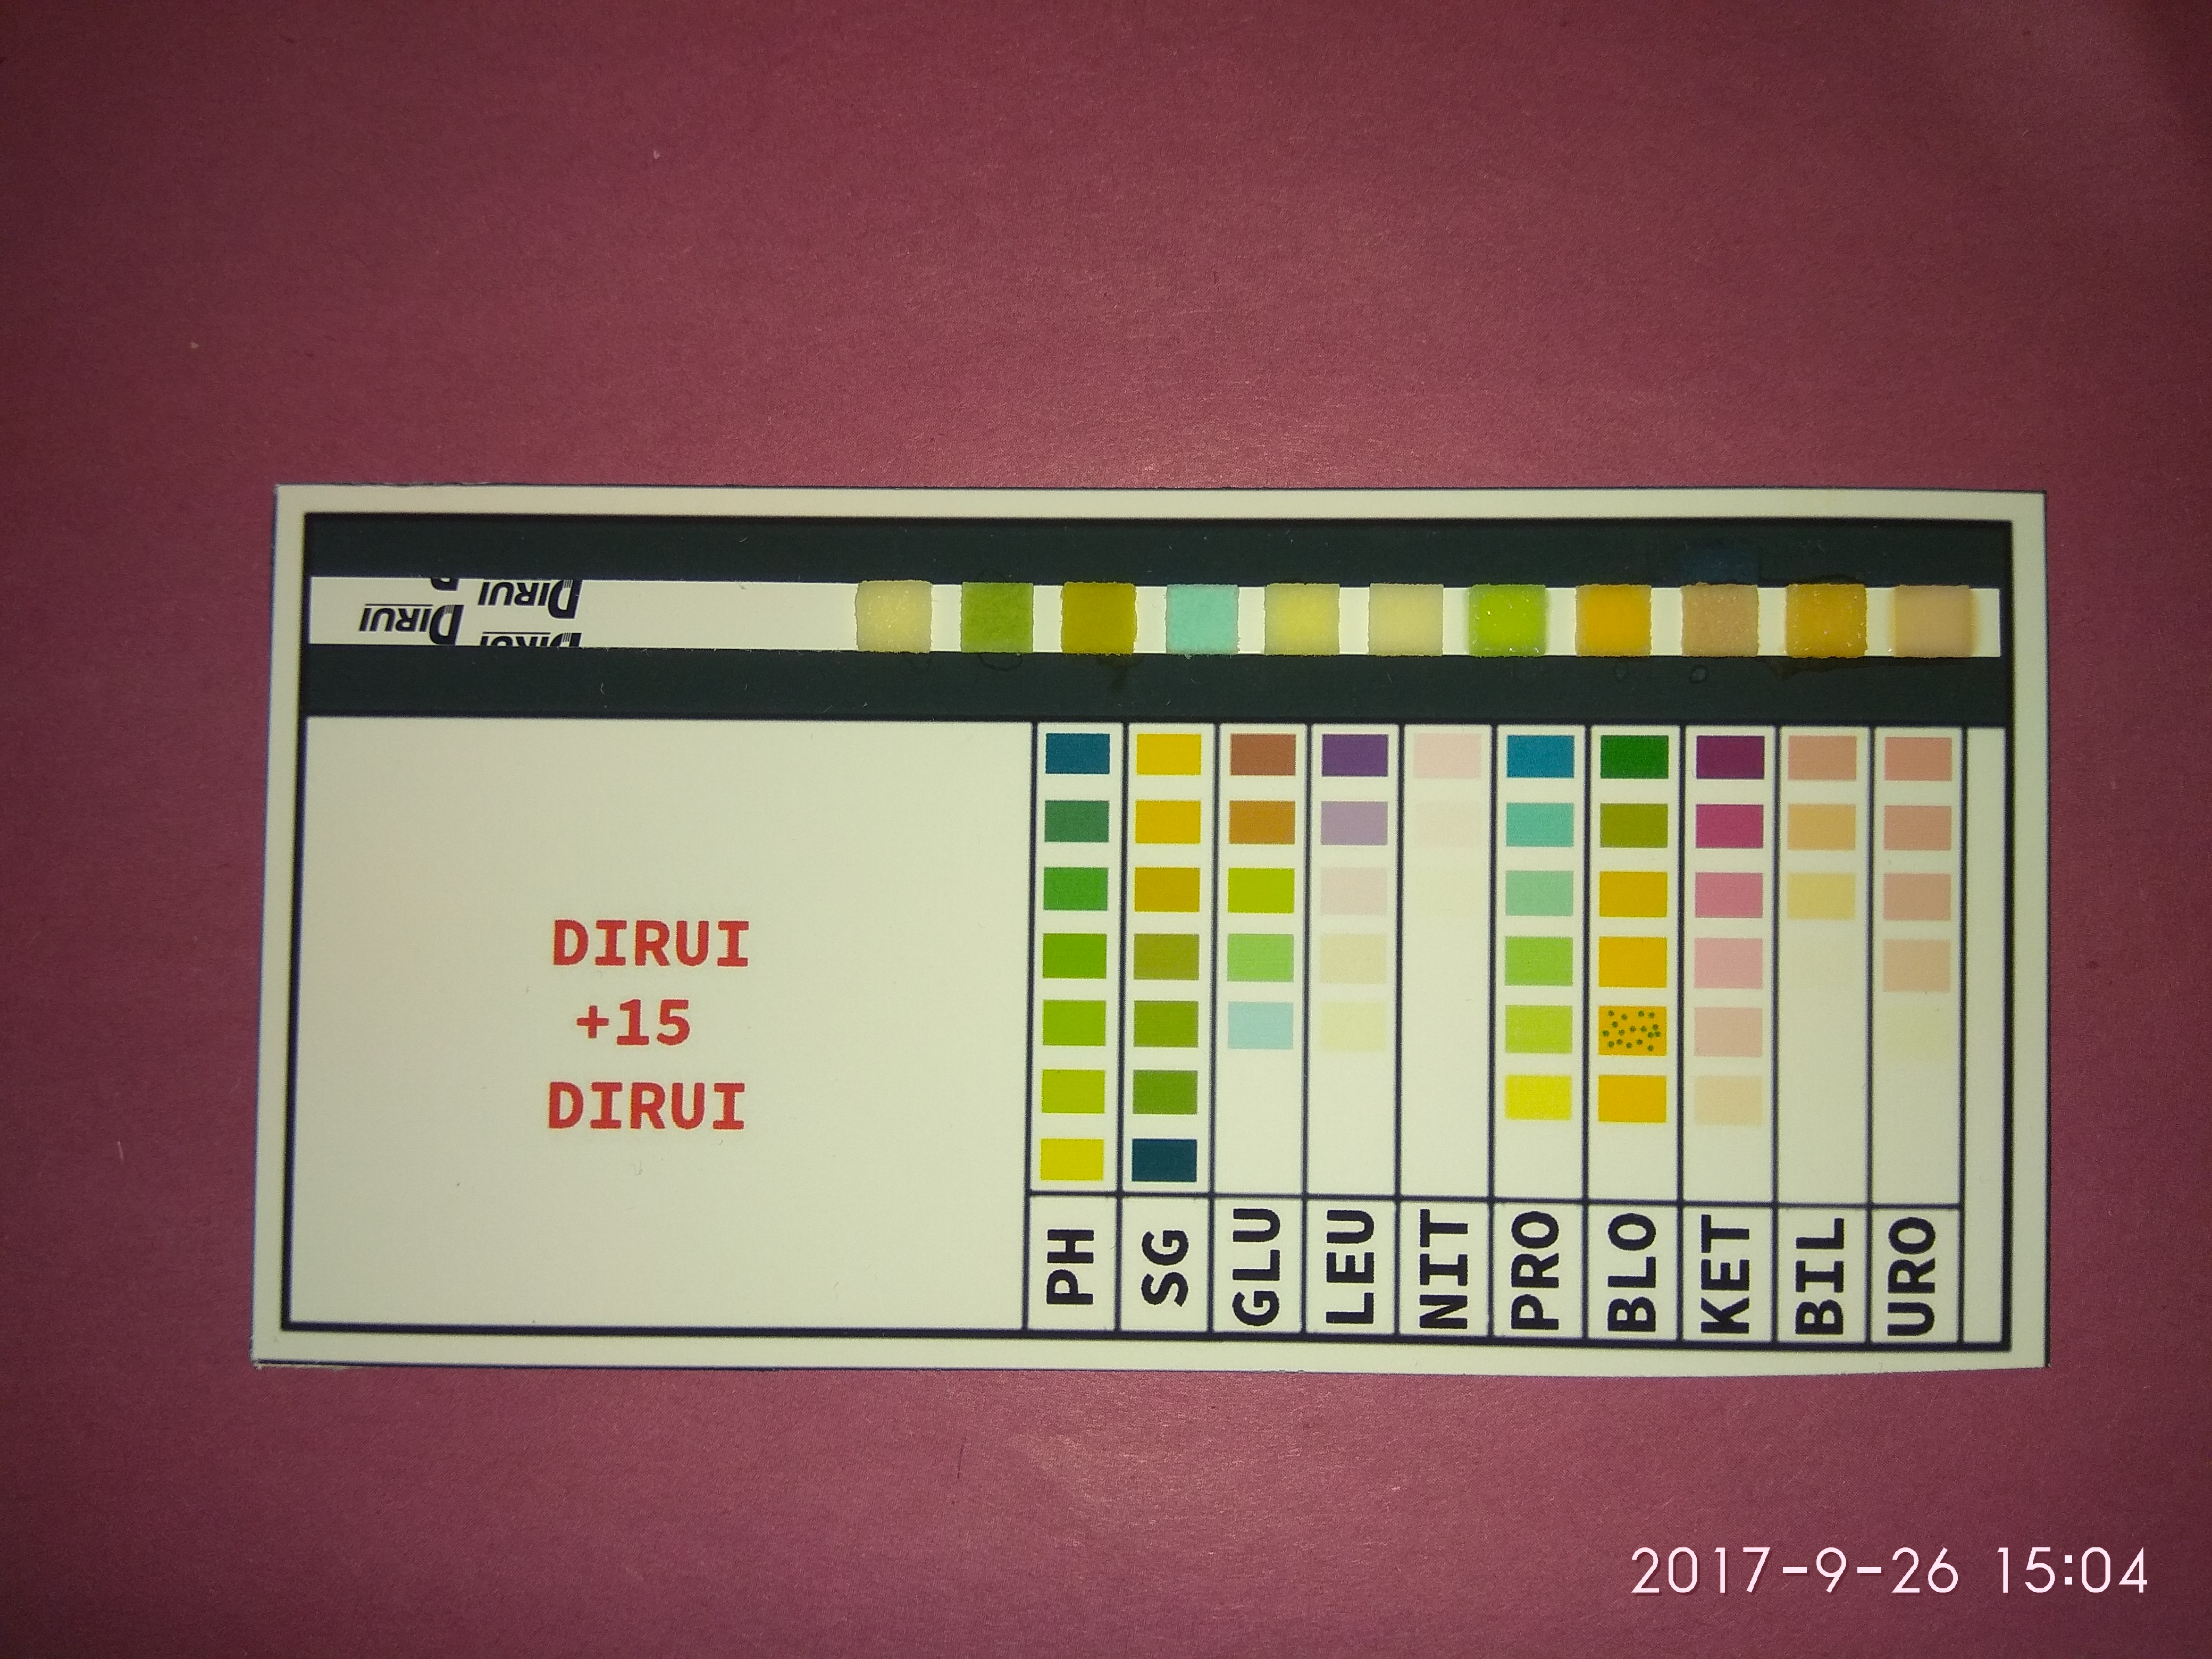 DIRUI
DIRUI
DIRUI
DIRUI
+15
DIRUI
PH SG GLU LEU NIT PRO BLO KET BIL URO
2017-9-26 15:04